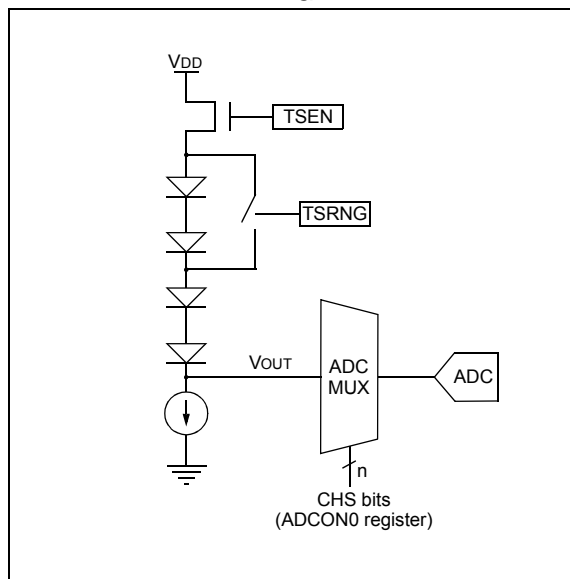 VDD
TSEN
TSRNG
VOUT
ADC
MUX
ADC
n
CHS bits
(ADCON0 register)